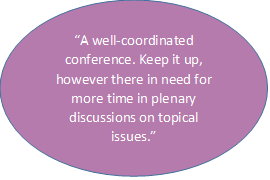 “A well-coordinated
conference. Keep it up,
however there in need for
more time in plenary
discussions on topical
issues.”